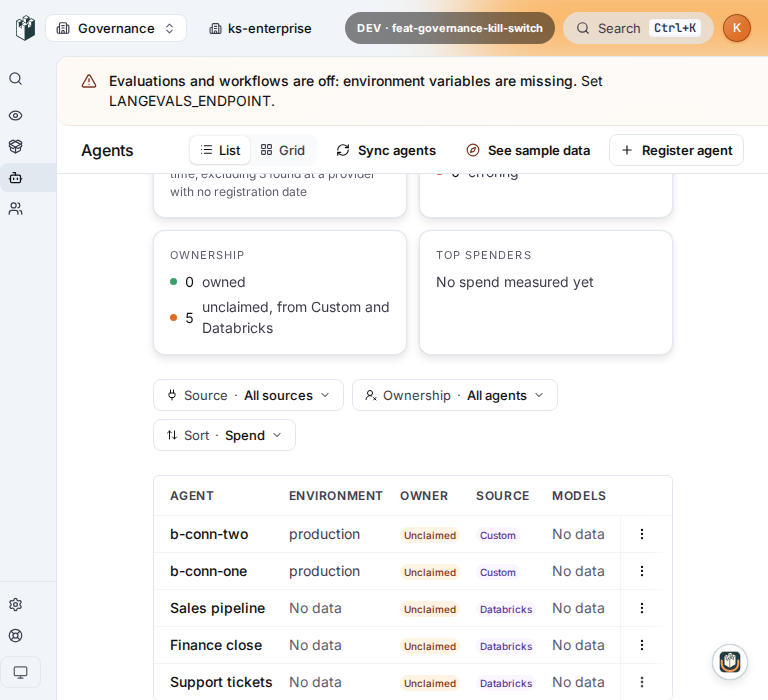 Governance
ks-enterprise
DEV · feat-governance-kill-switch
Search Ctrl+K
K
Evaluations and workflows are off: environment variables are missing. Set
LANGEVALS_ENDPOINT.
Agents
List
Grid
Sync agents
See sample data
Register agent
time, excluding 3 found at a provider
with no registration date
erroring
OWNERSHIP
0 owned
5 unclaimed, from Custom and
Databricks
TOP SPENDERS
No spend measured yet
Source · All sources
Ownership · All agents
Sort · Spend
AGENT ENVIRONMENT OWNER SOURCE MODELS
b-conn-two production Unclaimed Custom No data
b-conn-one production Unclaimed Custom No data
Sales pipeline No data Unclaimed Databricks No data
Finance close No data Unclaimed Databricks No data
Support tickets No data Unclaimed Databricks No data